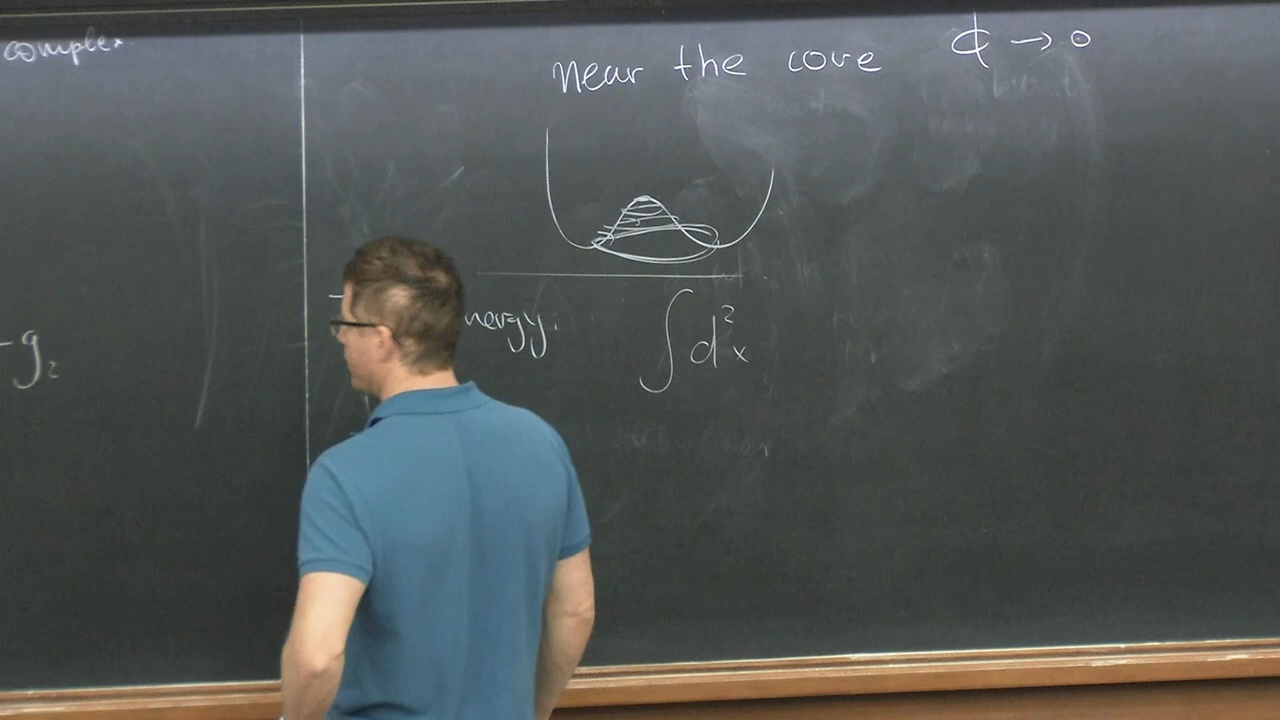 complex
near the core ϕ → 0
nergy: ∫ d²x
-g₂